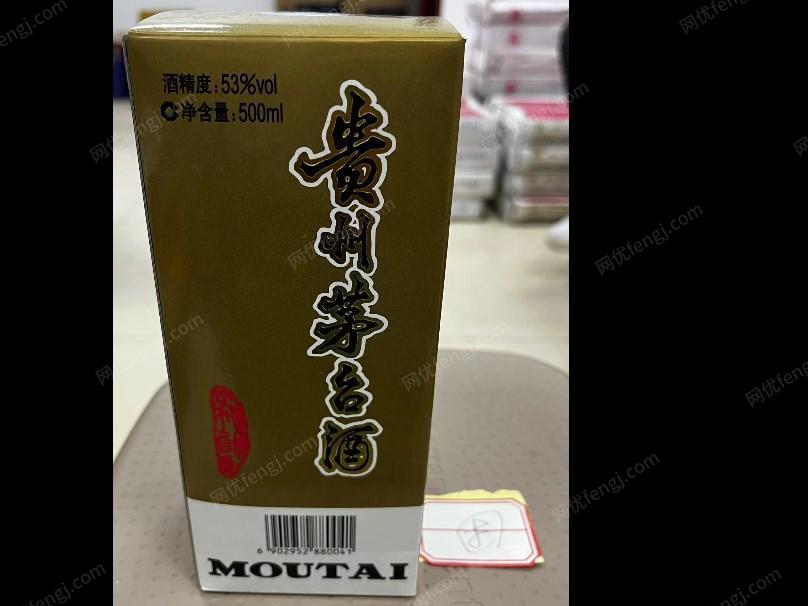 酒精度:53%vol
净含量:500ml
贵州茅台酒
6 902952 880041
MOUTAI
网优fengj.com